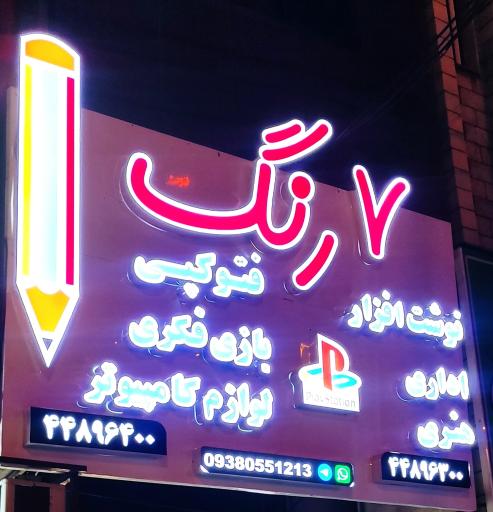 ۷ رنگ
نوشت افزار
اداری
هنری
فتوکپی
بازی فکری
لوازم کامپیوتر
PlayStation
۴۴۸۹۶۴۰۰
09380551213
۴۴۸۹۶۳۰۰